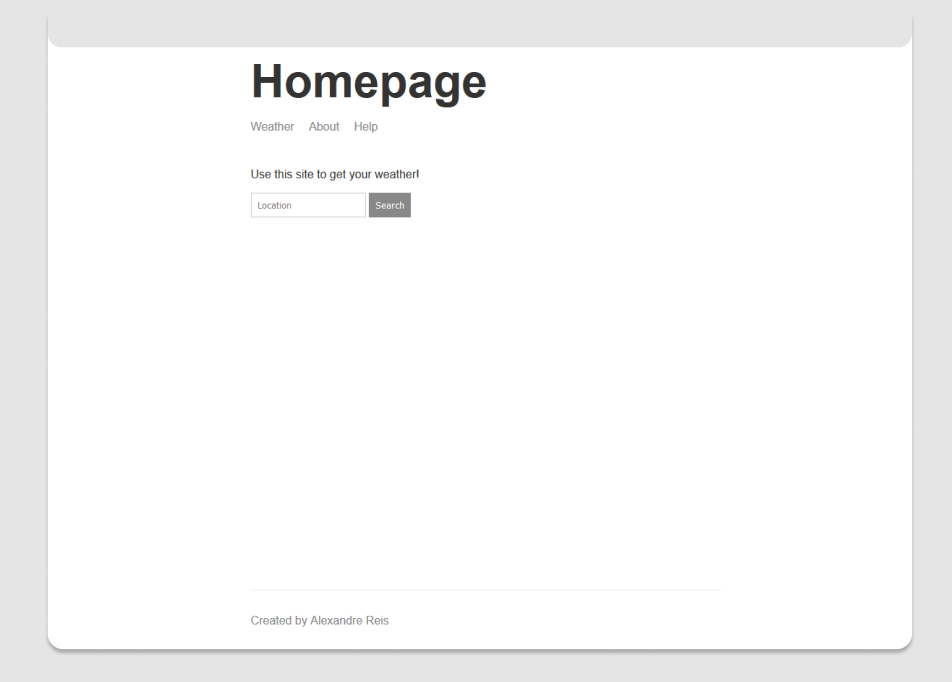 Homepage
Weather About Help
Use this site to get your weather!
Location Search
Created by Alexandre Reis